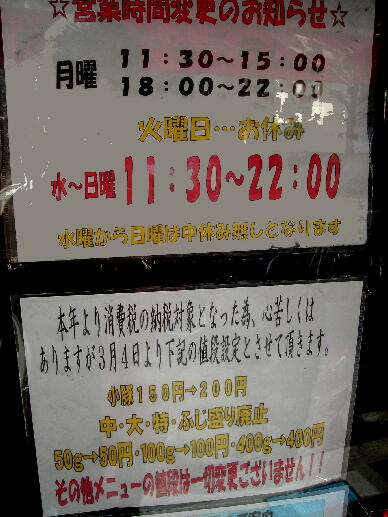 ☆営業時間変更のお知らせ☆
月曜 11:30～15:00
18:00～22:00
火曜日…お休み
水～日曜 11:30～22:00
水曜から日曜は中休み無しとなります
本年より消費税の納税対象となった為、心苦しくは
ありますが3月4日より下記の値段設定とさせて頂きます。
小豚150円→200円
中・大・特・ふじ盛り廃止
50g→50円・100g→100円・400g→400円
その他メニューの値段は一切変更ございません!!